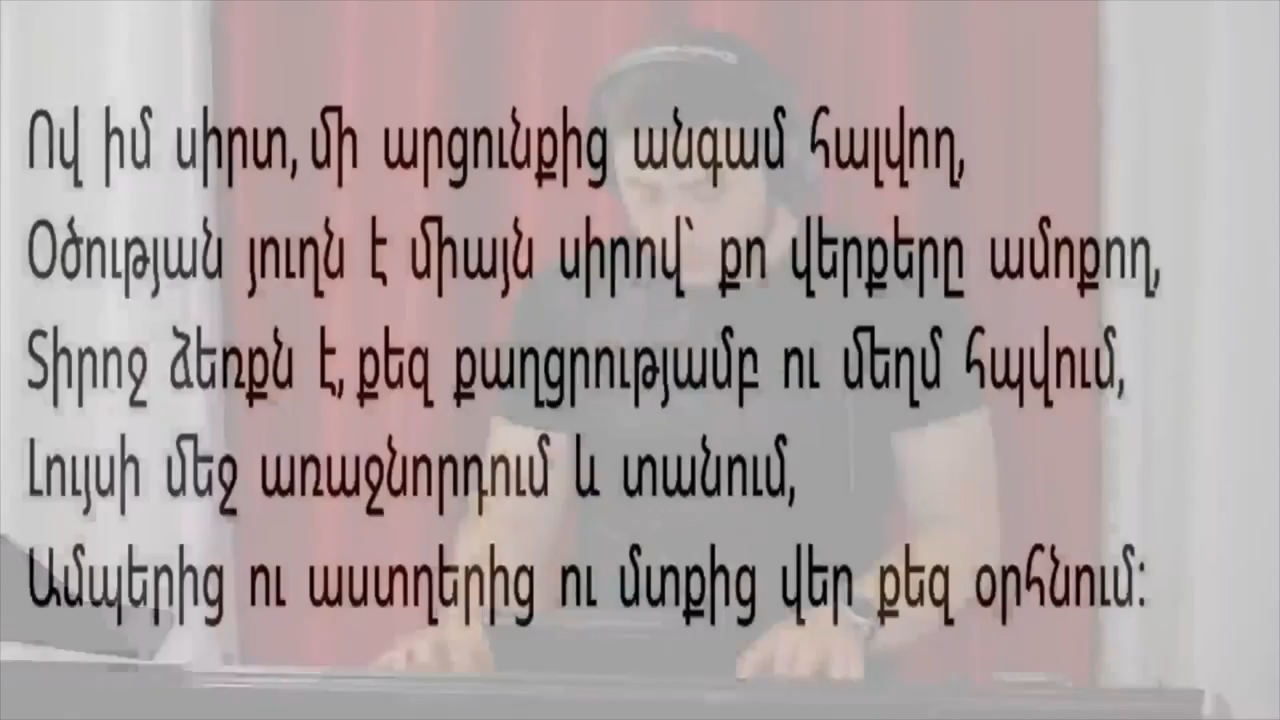 Ով իմ սիրտ, մի արցունքից անգամ հալվող,
Օծության յուղն է միայն սիրով՝ քո վերքերը ամոքող,
Տիրոջ ձեռքն է, քեզ քաղցրությամբ ու մեղմ հպվում,
Լույսի մեջ առաջնորդում և տանում,
Ամպերից ու աստղերից ու մտքից վեր քեզ օրհնում: